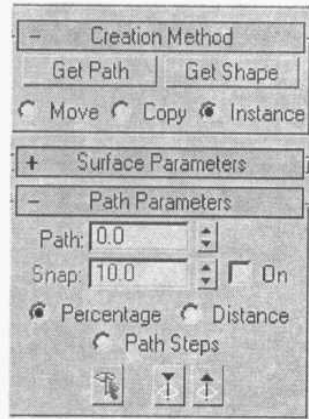 - Creation Method
Get Path Get Shape
Move Copy Instance
+ Surface Parameters
- Path Parameters
Path: 0.0
Snap: 10.0 On
Percentage Distance
Path Steps